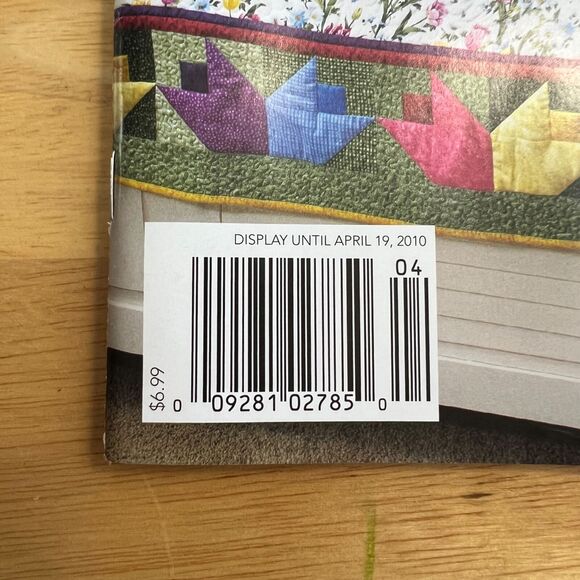 DISPLAY UNTIL APRIL 19, 2010
04
$6.99
0 09281 02785 0